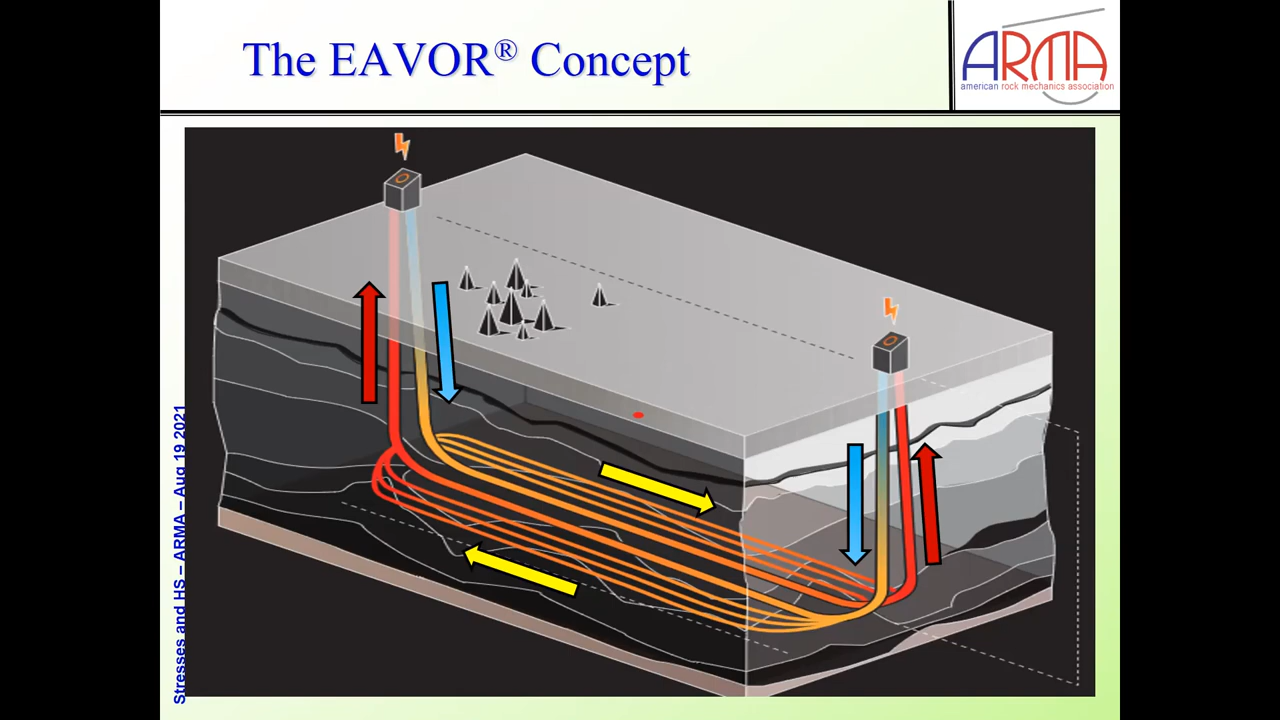 The EAVOR® Concept
ARMA
american rock mechanics association
Stresses and HS – ARMA – Aug 19 2021